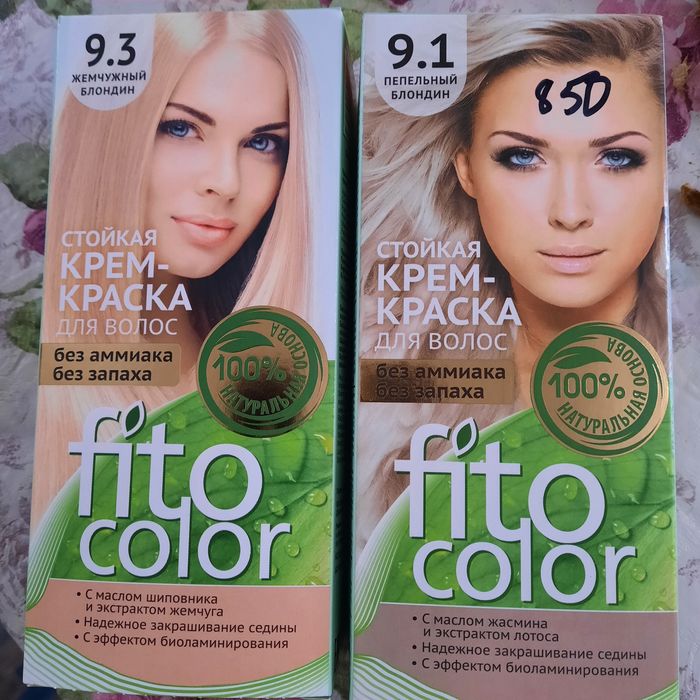 9.3
ЖЕМЧУЖНЫЙ
БЛОНДИН
СТОЙКАЯ
КРЕМ-
КРАСКА
ДЛЯ ВОЛОС
без аммиака
без запаха
100%
НАТУРАЛЬНАЯ ОСНОВА
fito
color
• С маслом шиповника
и экстрактом жемчуга
• Надежное закрашивание седины
• С эффектом биоламинирования
9.1
ПЕПЕЛЬНЫЙ
БЛОНДИН
850
СТОЙКАЯ
КРЕМ-
КРАСКА
ДЛЯ ВОЛОС
без аммиака
без запаха
100%
НАТУРАЛЬНАЯ ОСНОВА
fito
color
• С маслом жасмина
и экстрактом лотоса
• Надежное закрашивание седины
• С эффектом биоламинирования